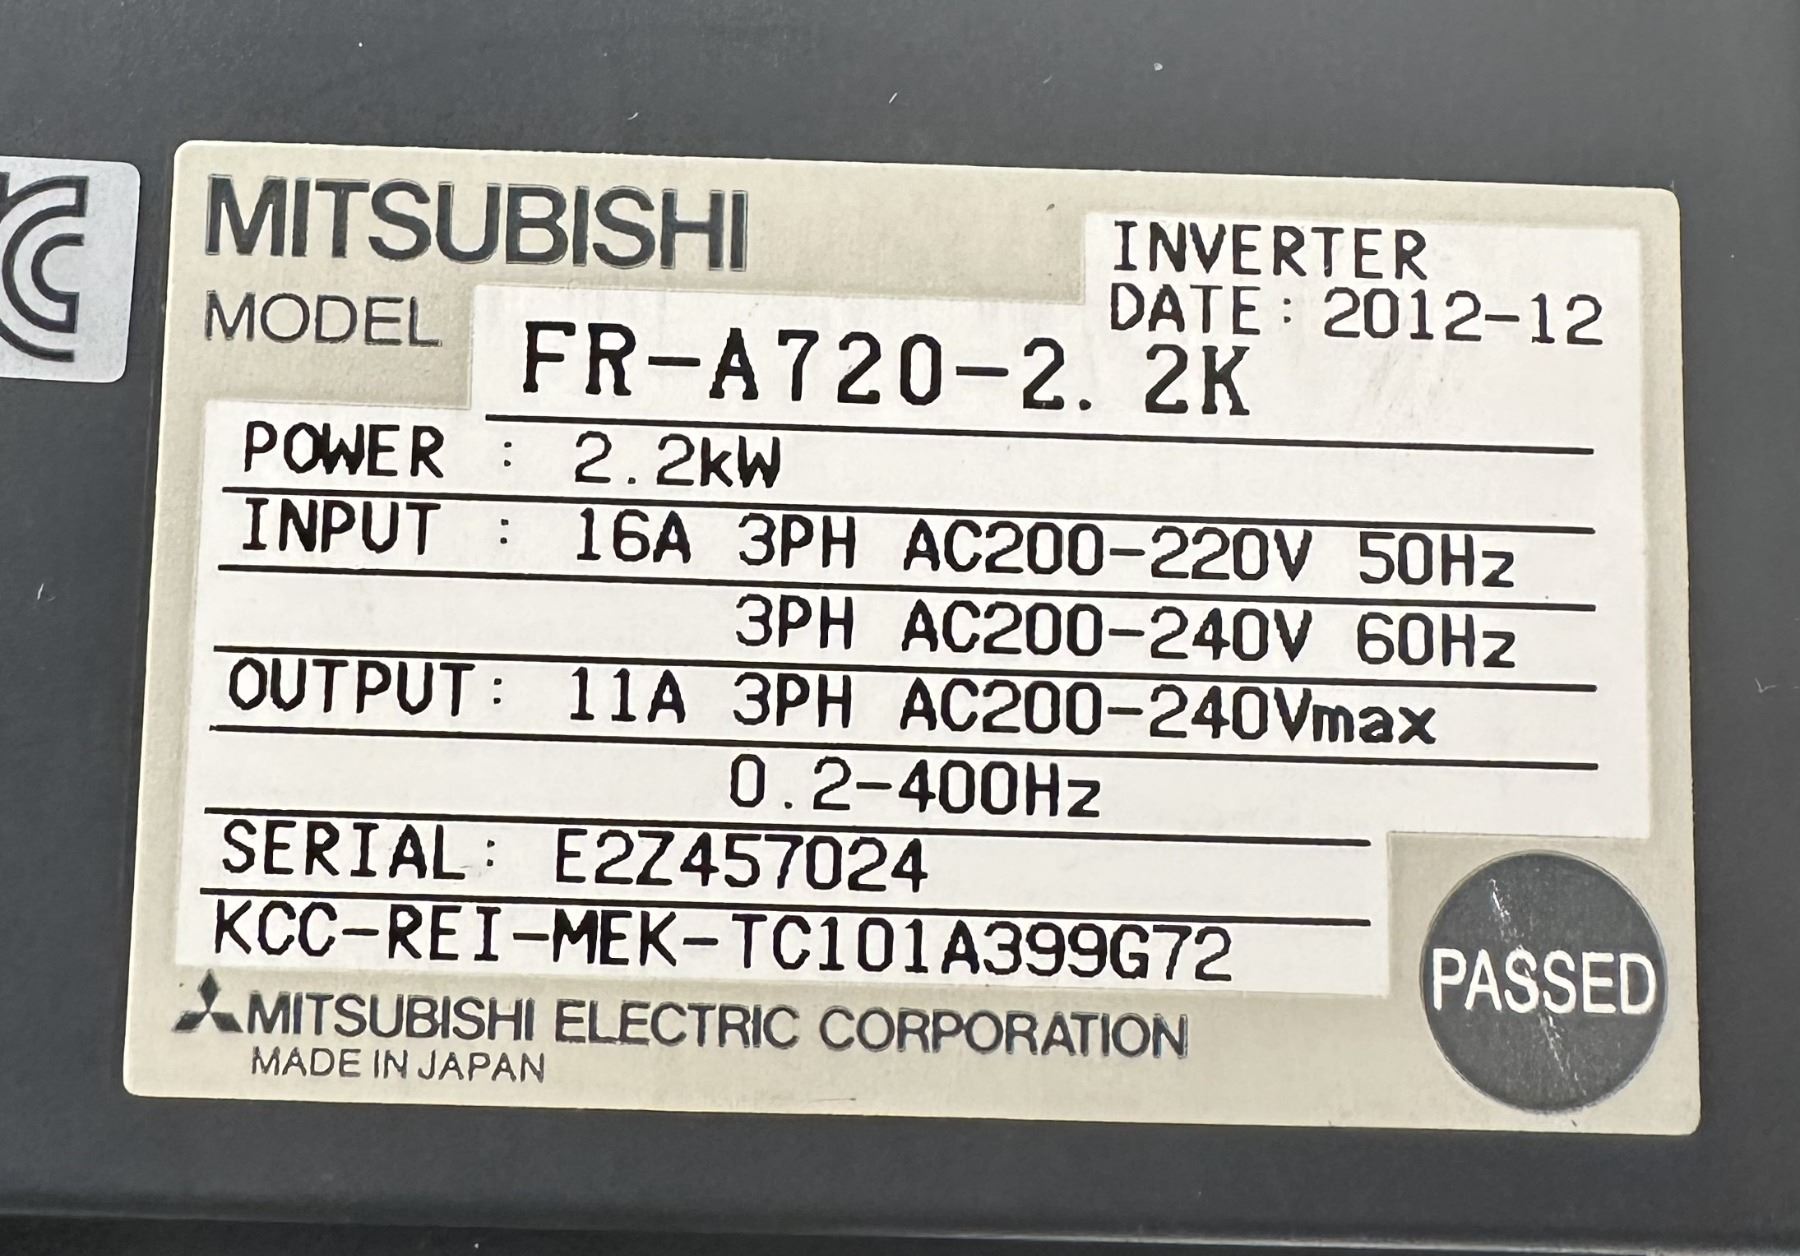 MITSUBISHI
INVERTER
DATE: 2012-12
MODEL FR-A720-2.2K
POWER : 2.2kW
INPUT : 16A 3PH AC200-220V 50Hz
3PH AC200-240V 60Hz
OUTPUT: 11A 3PH AC200-240Vmax
0.2-400Hz
SERIAL: E2Z457024
KCC-REI-MEK-TC101A399G72
PASSED
MITSUBISHI ELECTRIC CORPORATION
MADE IN JAPAN